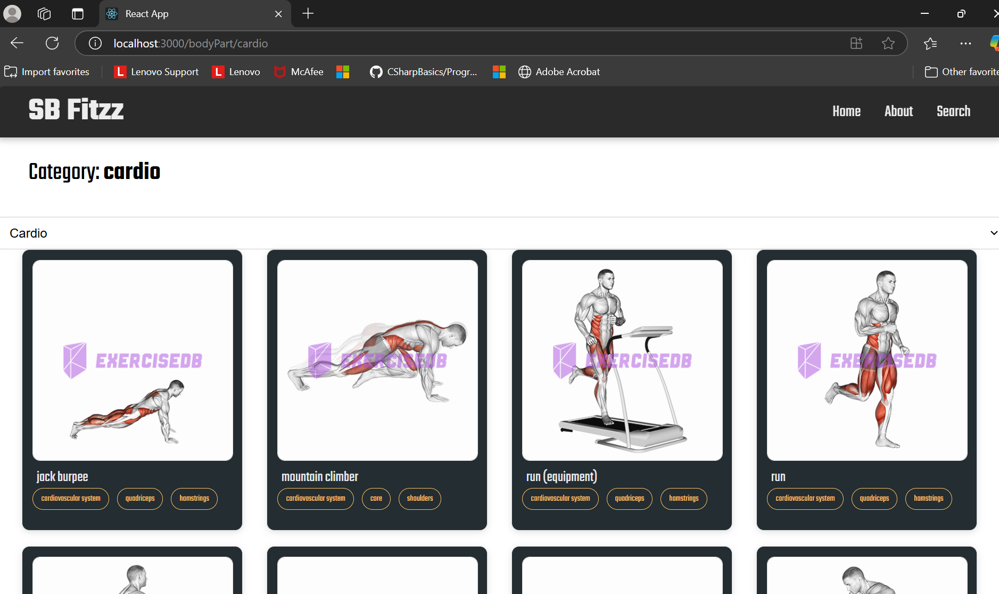 React App
localhost:3000/bodyPart/cardio
Import favorites
Lenovo Support
Lenovo
McAfee
CSharpBasics/Progr...
Adobe Acrobat
Other favorite
SB Fitzz
Home About Search
Category: cardio
Cardio
EXERCISEDB
EXERCISEDB
EXERCISEDB
EXERCISEDB
jack burpee
cardiovascular system quadriceps hamstrings
mountain climber
cardiovascular system core shoulders
run (equipment)
cardiovascular system quadriceps hamstrings
run
cardiovascular system quadriceps hamstrings